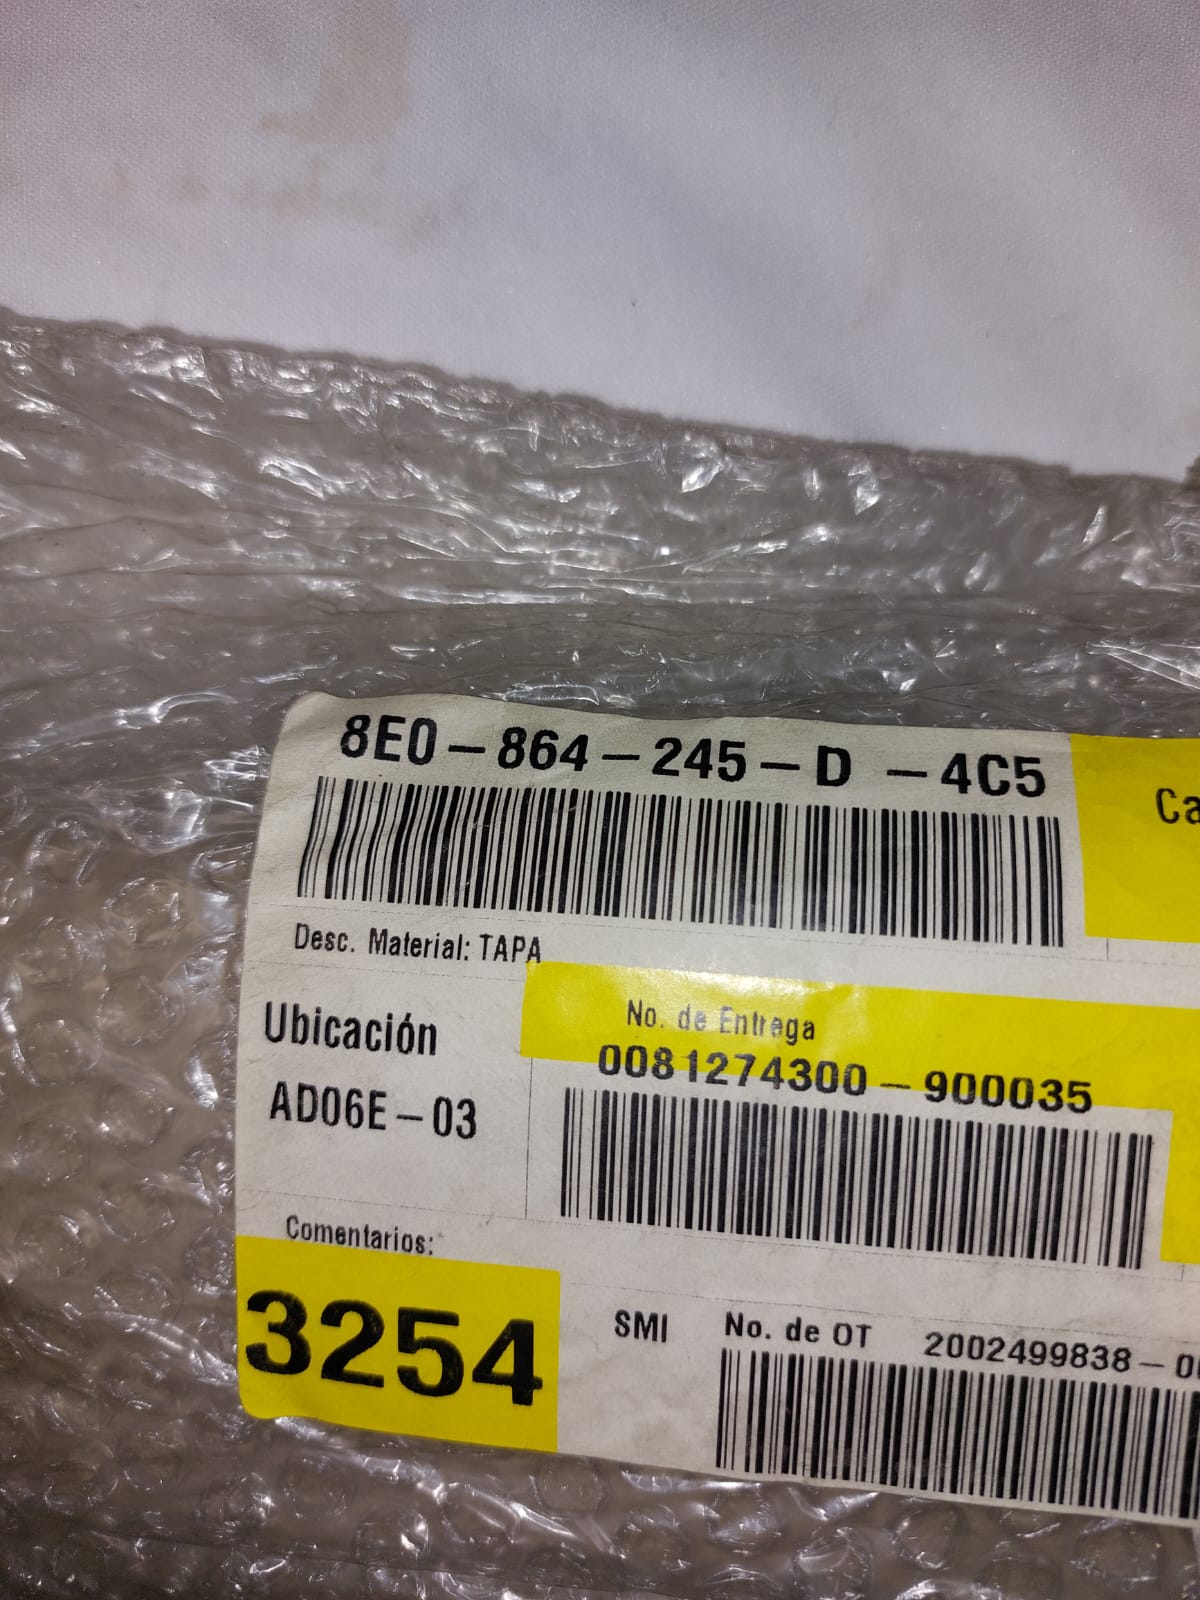 8E0-864-245-D -4C5
Desc. Material: TAPA
Ubicación
No. de Entrega
0081274300-900035
AD06E-03
Comentarios:
3254
SMI No. de OT 2002499838-0